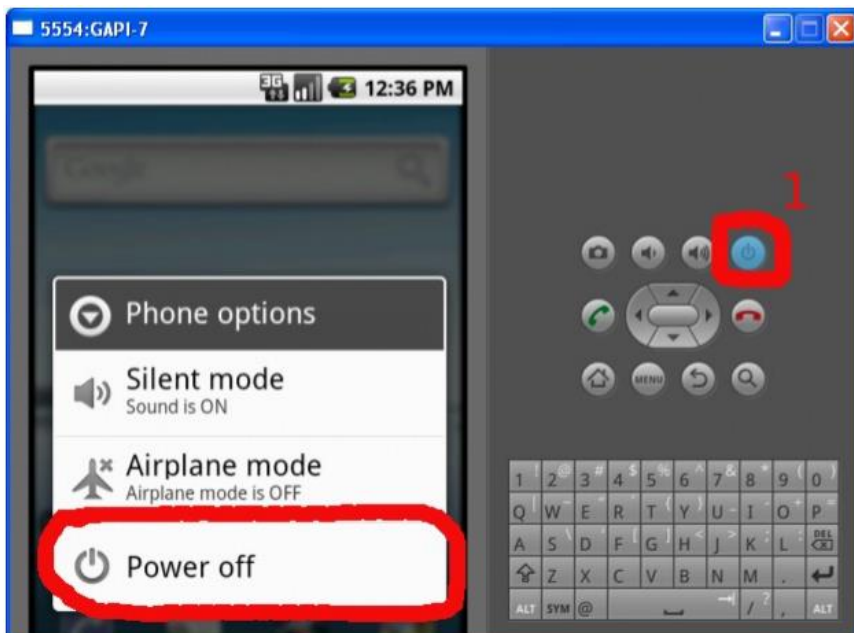 5554:GAPI-7
3G 12:36 PM
Google
1
Phone options
Silent mode
Sound is ON
Airplane mode
Airplane mode is OFF
Power off
MENU
1 ! 2 @ 3 # 4 $ 5 % 6 ^ 7 & 8 * 9 ( 0 )
Q | W ~ E " R ` T { Y } U _ I - O + P =
A S \ D ' F [ G ] H < J > K ; L : DEL
Z X C V B N M .
ALT SYM @ / ? , ALT